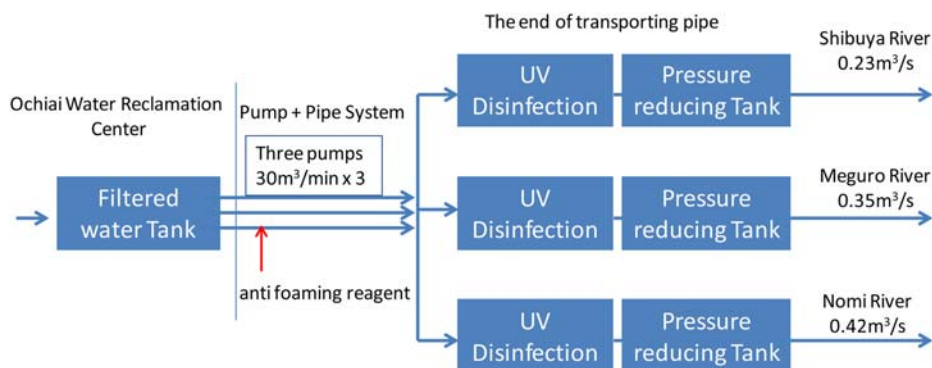 The end of transporting pipe
Shibuya River
0.23m³/s
Ochiai Water Reclamation
Center
Pump + Pipe System
Three pumps
30m³/min x 3
Filtered
water Tank
anti foaming reagent
UV
Disinfection
Pressure
reducing Tank
Meguro River
0.35m³/s
UV
Disinfection
Pressure
reducing Tank
Nomi River
0.42m³/s
UV
Disinfection
Pressure
reducing Tank